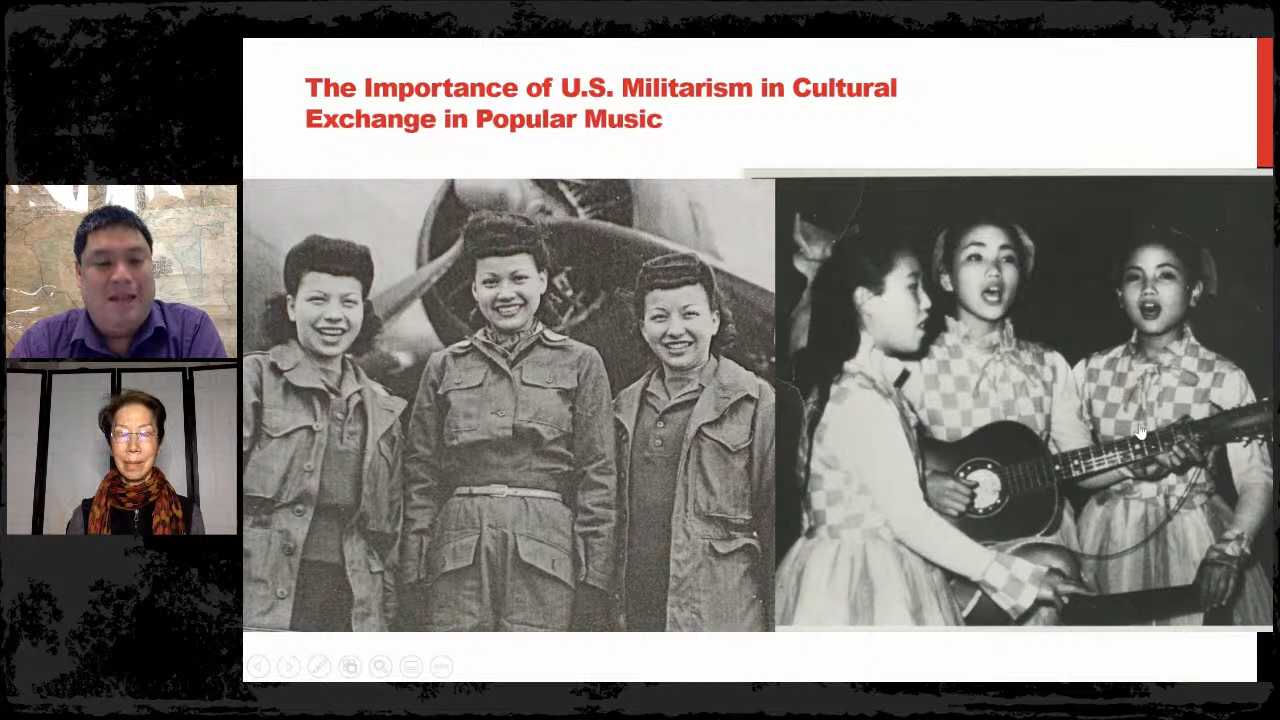 The Importance of U.S. Militarism in Cultural
Exchange in Popular Music